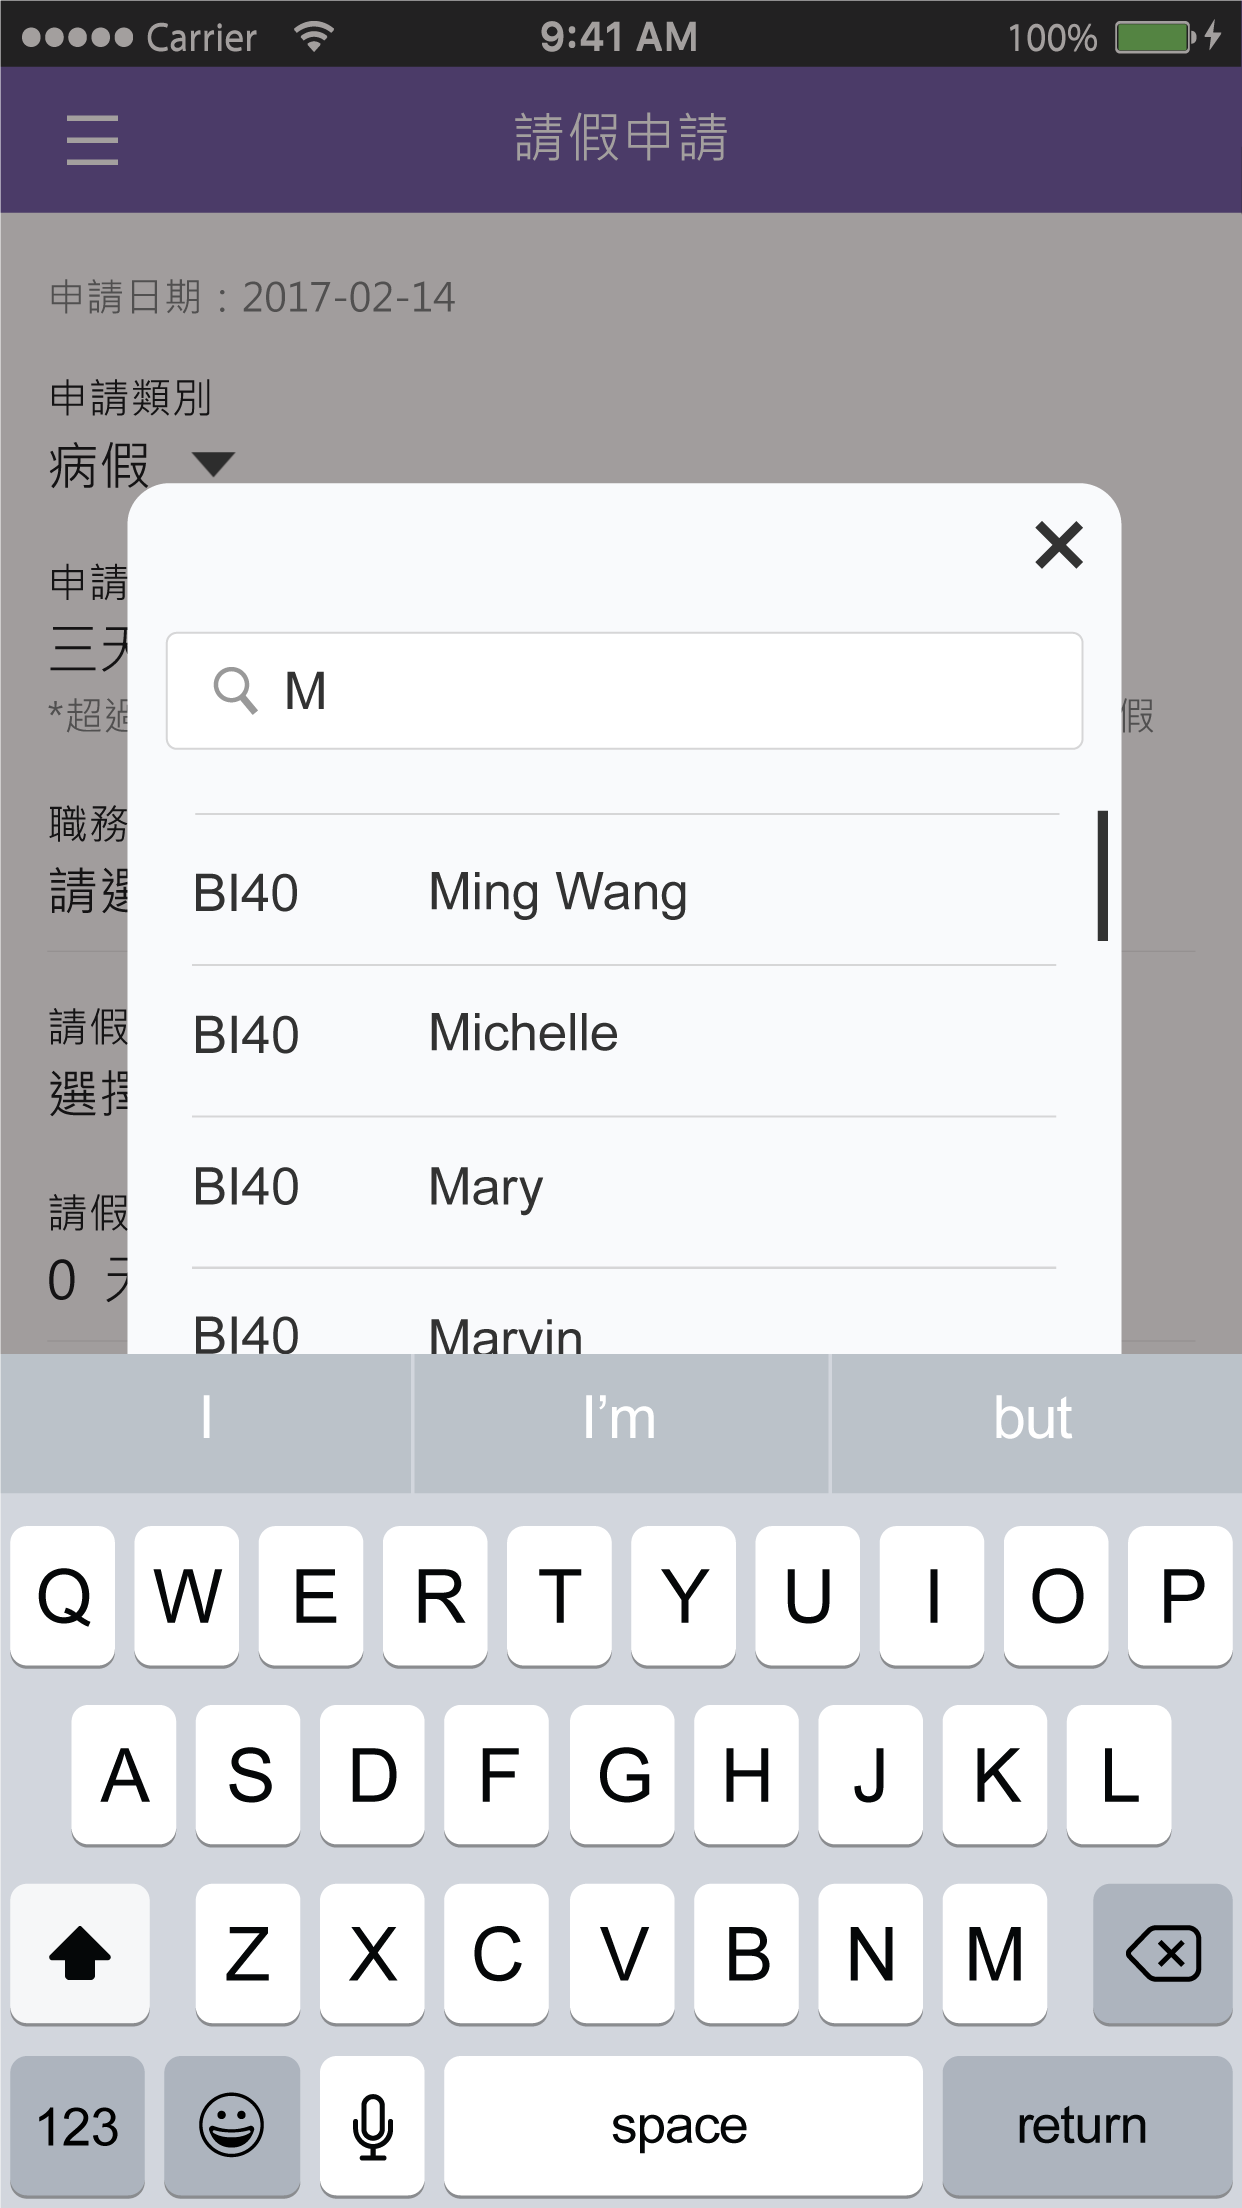 Carrier 9:41 AM 100%
請假申請
申請日期：2017-02-14
申請類別
病假
申請
三天
*超過 假
職務
請選
請假
選擇
請假
0 天
M
BI40 Ming Wang
BI40 Michelle
BI40 Mary
BI40 Marvin
I I’m but
Q W E R T Y U I O P
A S D F G H J K L
Z X C V B N M
123 space return